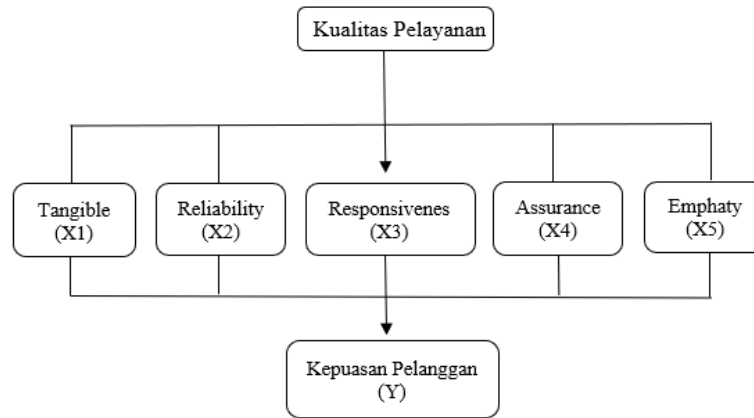 Kualitas Pelayanan
Tangible
(X1)
Reliability
(X2)
Responsivenes
(X3)
Assurance
(X4)
Emphaty
(X5)
Kepuasan Pelanggan
(Y)